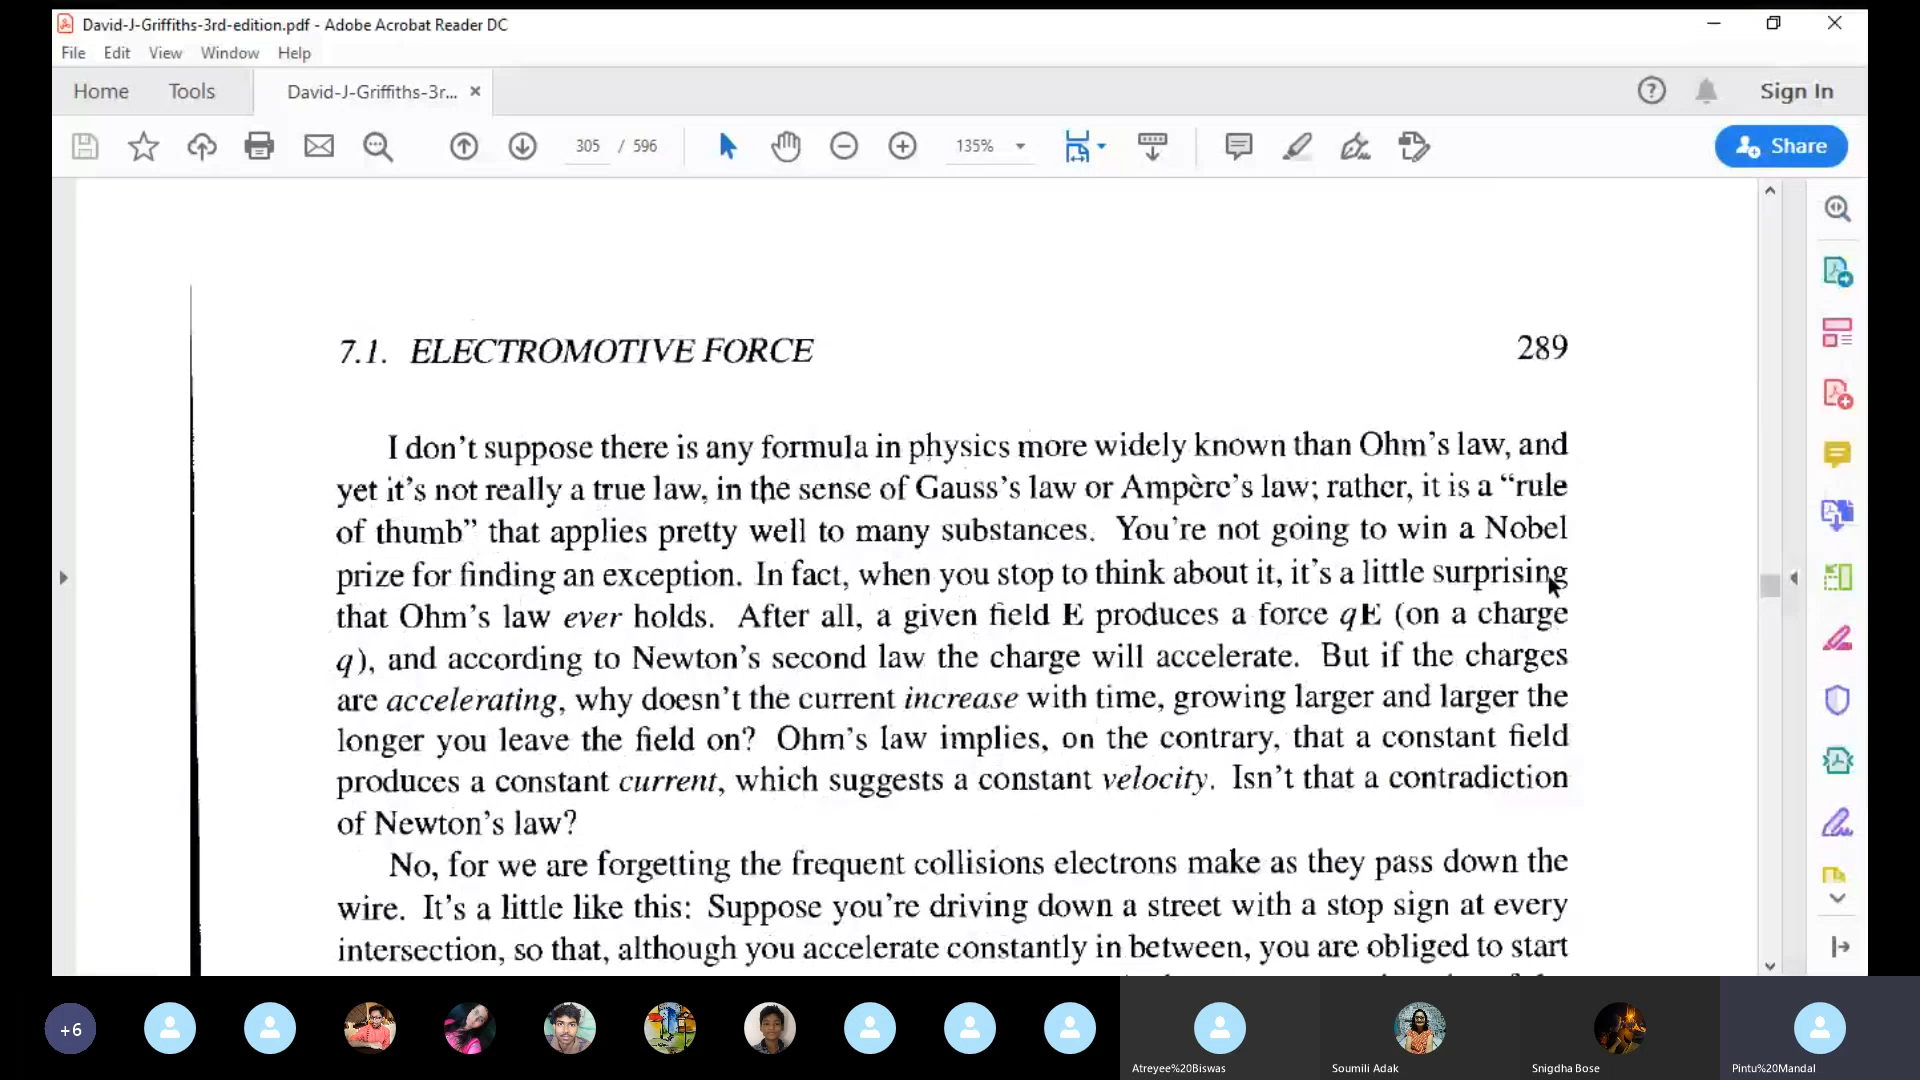 David-J-Griffiths-3rd-edition.pdf - Adobe Acrobat Reader DC
File Edit View Window Help
Home Tools David-J-Griffiths-3r... × Sign In
305 / 596 135% Share
7.1. ELECTROMOTIVE FORCE 289
I don't suppose there is any formula in physics more widely known than Ohm's law, and
yet it's not really a true law, in the sense of Gauss's law or Ampère's law; rather, it is a “rule
of thumb” that applies pretty well to many substances. You're not going to win a Nobel
prize for finding an exception. In fact, when you stop to think about it, it's a little surprising
that Ohm's law ever holds. After all, a given field E produces a force qE (on a charge
q), and according to Newton's second law the charge will accelerate. But if the charges
are accelerating, why doesn't the current increase with time, growing larger and larger the
longer you leave the field on? Ohm's law implies, on the contrary, that a constant field
produces a constant current, which suggests a constant velocity. Isn't that a contradiction
of Newton's law?
No, for we are forgetting the frequent collisions electrons make as they pass down the
wire. It's a little like this: Suppose you're driving down a street with a stop sign at every
intersection, so that, although you accelerate constantly in between, you are obliged to start
+6
Atreyee%20Biswas Soumili Adak Snigdha Bose Pintu%20Mandal